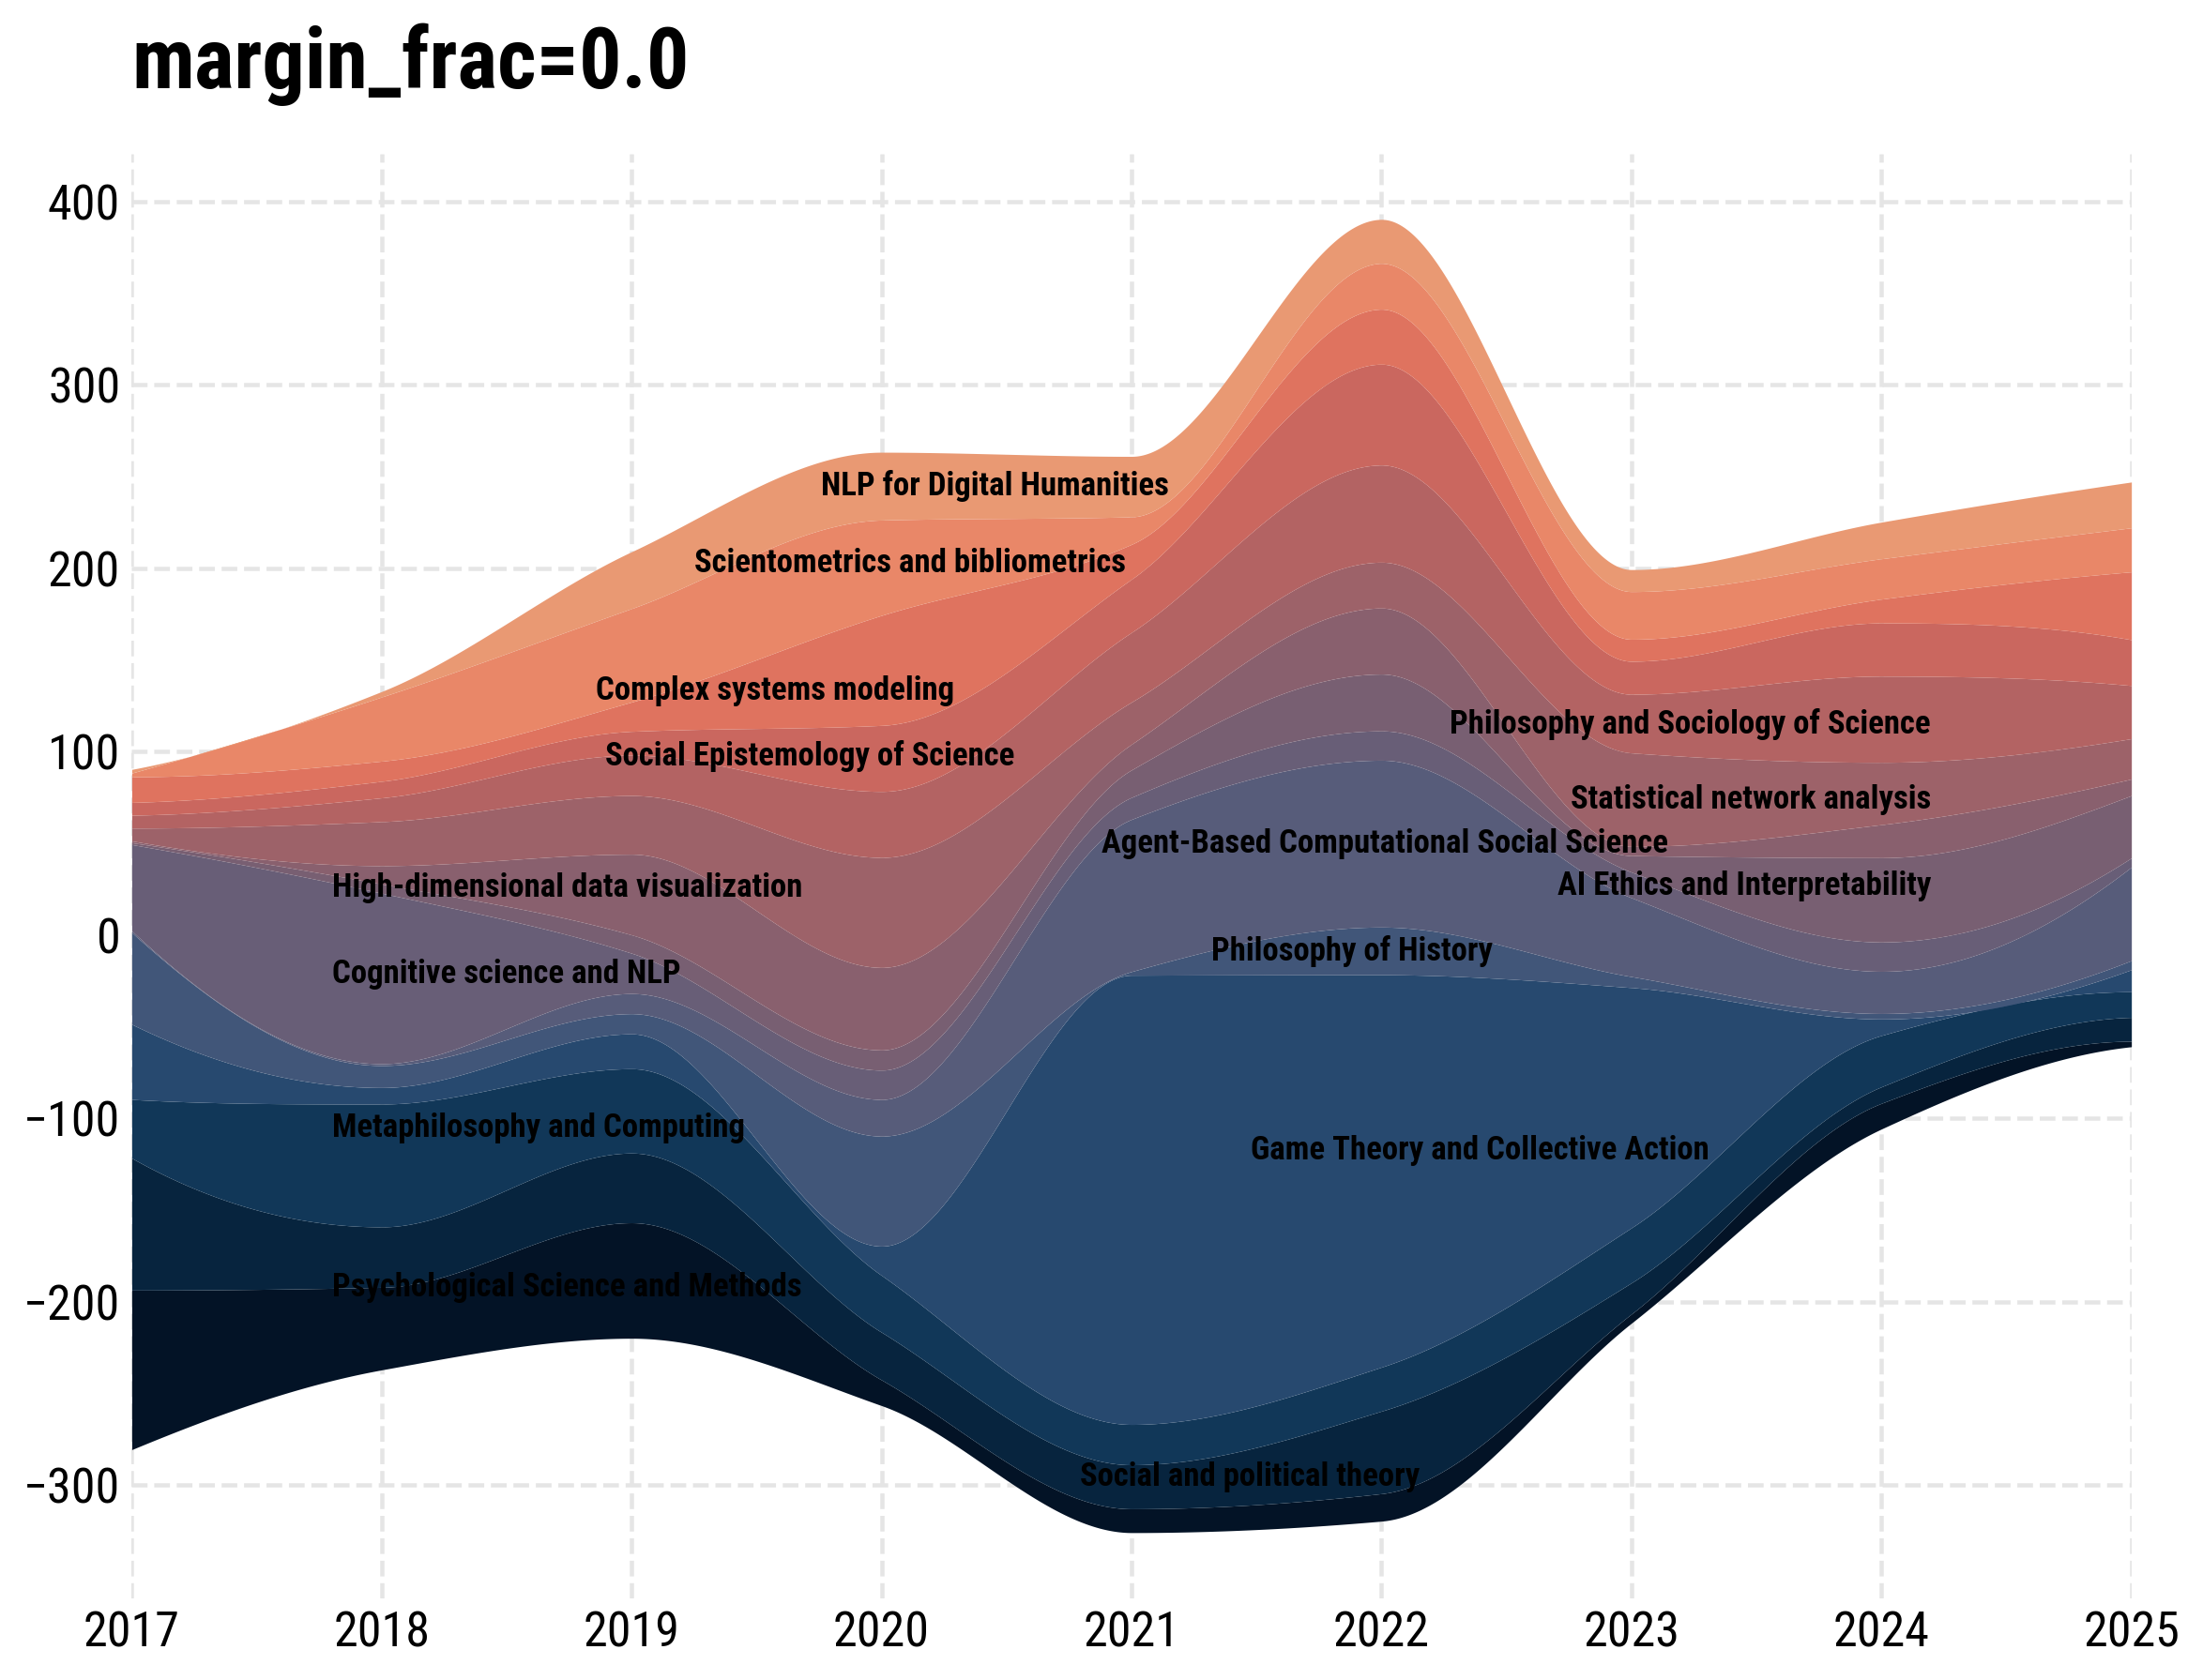 margin_frac=0.0
400
300
200
100
0
−100
−200
−300
NLP for Digital Humanities
Scientometrics and bibliometrics
Complex systems modeling
Philosophy and Sociology of Science
Social Epistemology of Science
Statistical network analysis
Agent-Based Computational Social Science
High-dimensional data visualization
AI Ethics and Interpretability
Philosophy of History
Cognitive science and NLP
Metaphilosophy and Computing
Game Theory and Collective Action
Psychological Science and Methods
Social and political theory
2017 2018 2019 2020 2021 2022 2023 2024 2025